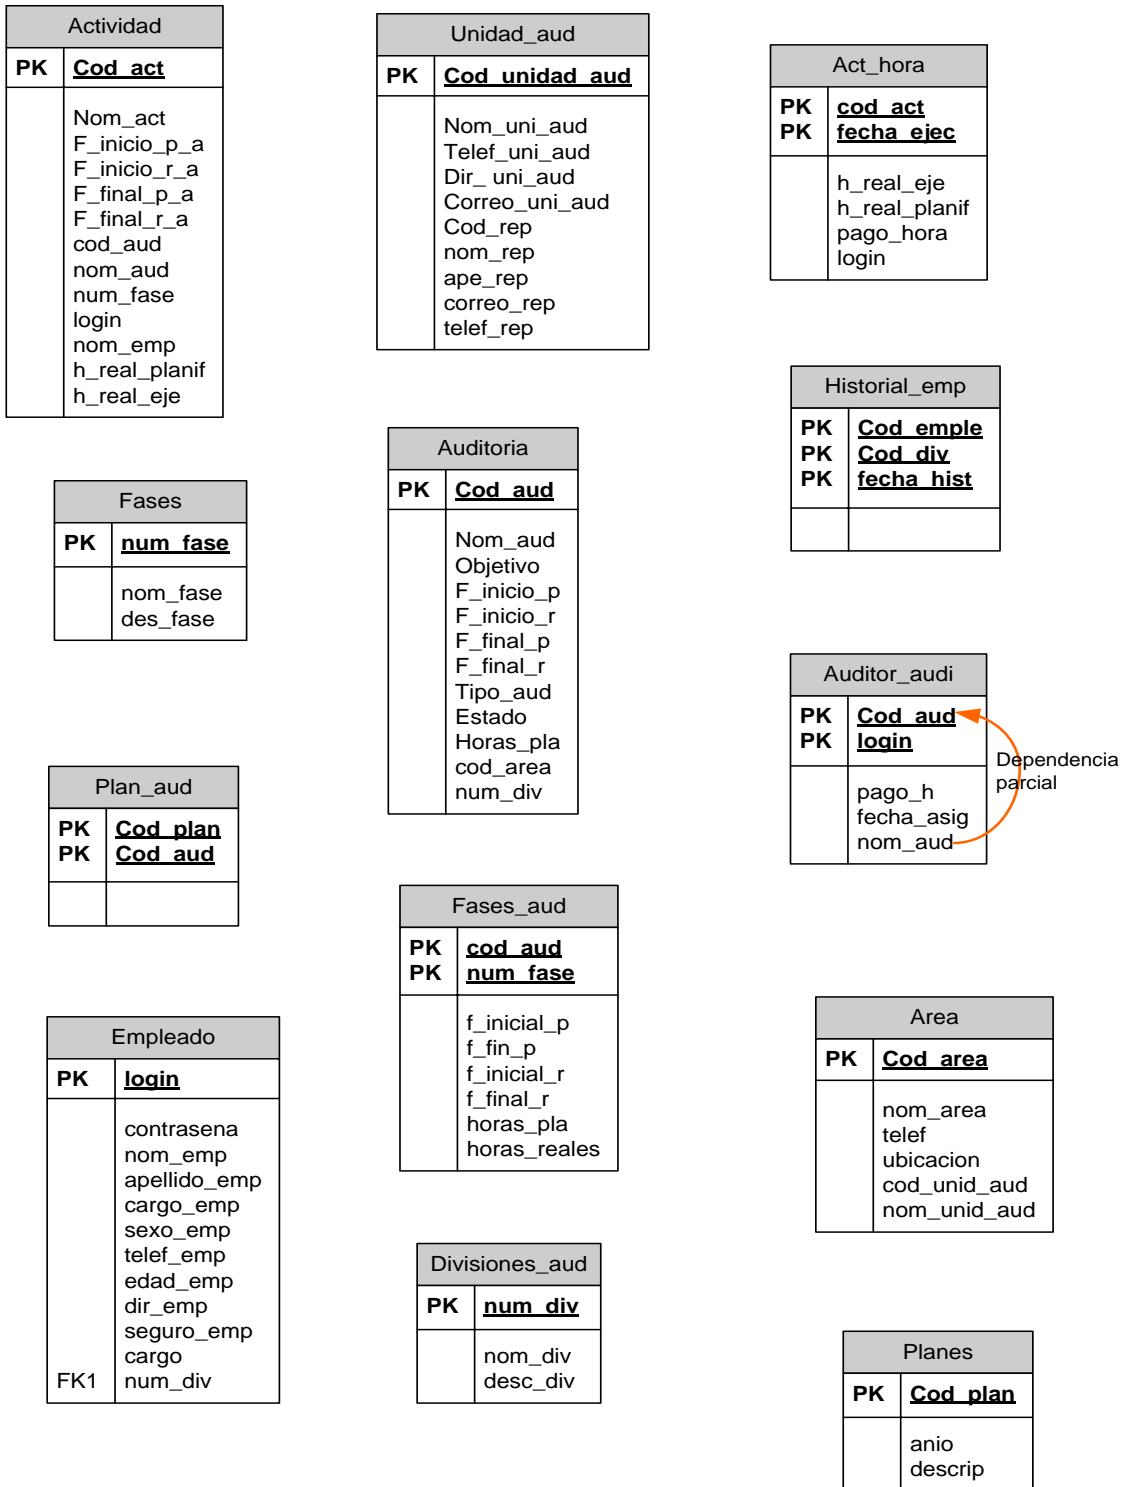 Actividad
PK Cod_act
Nom_act
F_inicio_p_a
F_inicio_r_a
F_final_p_a
F_final_r_a
cod_aud
nom_aud
num_fase
login
nom_emp
h_real_planif
h_real_eje
Unidad_aud
PK Cod_unidad_aud
Nom_uni_aud
Telef_uni_aud
Dir_ uni_aud
Correo_uni_aud
Cod_rep
nom_rep
ape_rep
correo_rep
telef_rep
Act_hora
PK cod_act
PK fecha_ejec
h_real_eje
h_real_planif
pago_hora
login
Historial_emp
PK Cod_emple
PK Cod_div
PK fecha_hist
Fases
PK num_fase
nom_fase
des_fase
Auditoria
PK Cod_aud
Nom_aud
Objetivo
F_inicio_p
F_inicio_r
F_final_p
F_final_r
Tipo_aud
Estado
Horas_pla
cod_area
num_div
Auditor_audi
PK Cod_aud
PK login
pago_h
fecha_asig
nom_aud
Dependencia
parcial
Plan_aud
PK Cod_plan
PK Cod_aud
Fases_aud
PK cod_aud
PK num_fase
f_inicial_p
f_fin_p
f_inicial_r
f_final_r
horas_pla
horas_reales
Area
PK Cod_area
nom_area
telef
ubicacion
cod_unid_aud
nom_unid_aud
Empleado
PK login
contrasena
nom_emp
apellido_emp
cargo_emp
sexo_emp
telef_emp
edad_emp
dir_emp
seguro_emp
cargo
FK1 num_div
Divisiones_aud
PK num_div
nom_div
desc_div
Planes
PK Cod_plan
anio
descrip